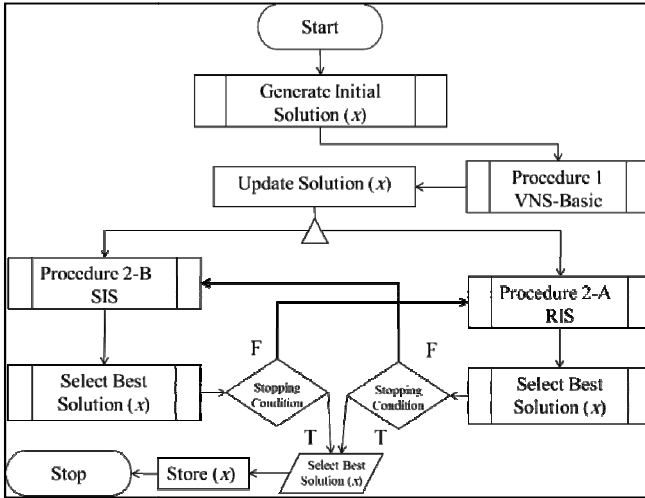 Start
Generate Initial
Solution (x)
Procedure 1
VNS-Basic
Update Solution (x)
Procedure 2-B
SIS
Procedure 2-A
RIS
F
F
Select Best
Solution (x)
Stopping
Condition
Stopping
Condition
Select Best
Solution (x)
T
T
Stop
Store (x)
Select Best
Solution (x)